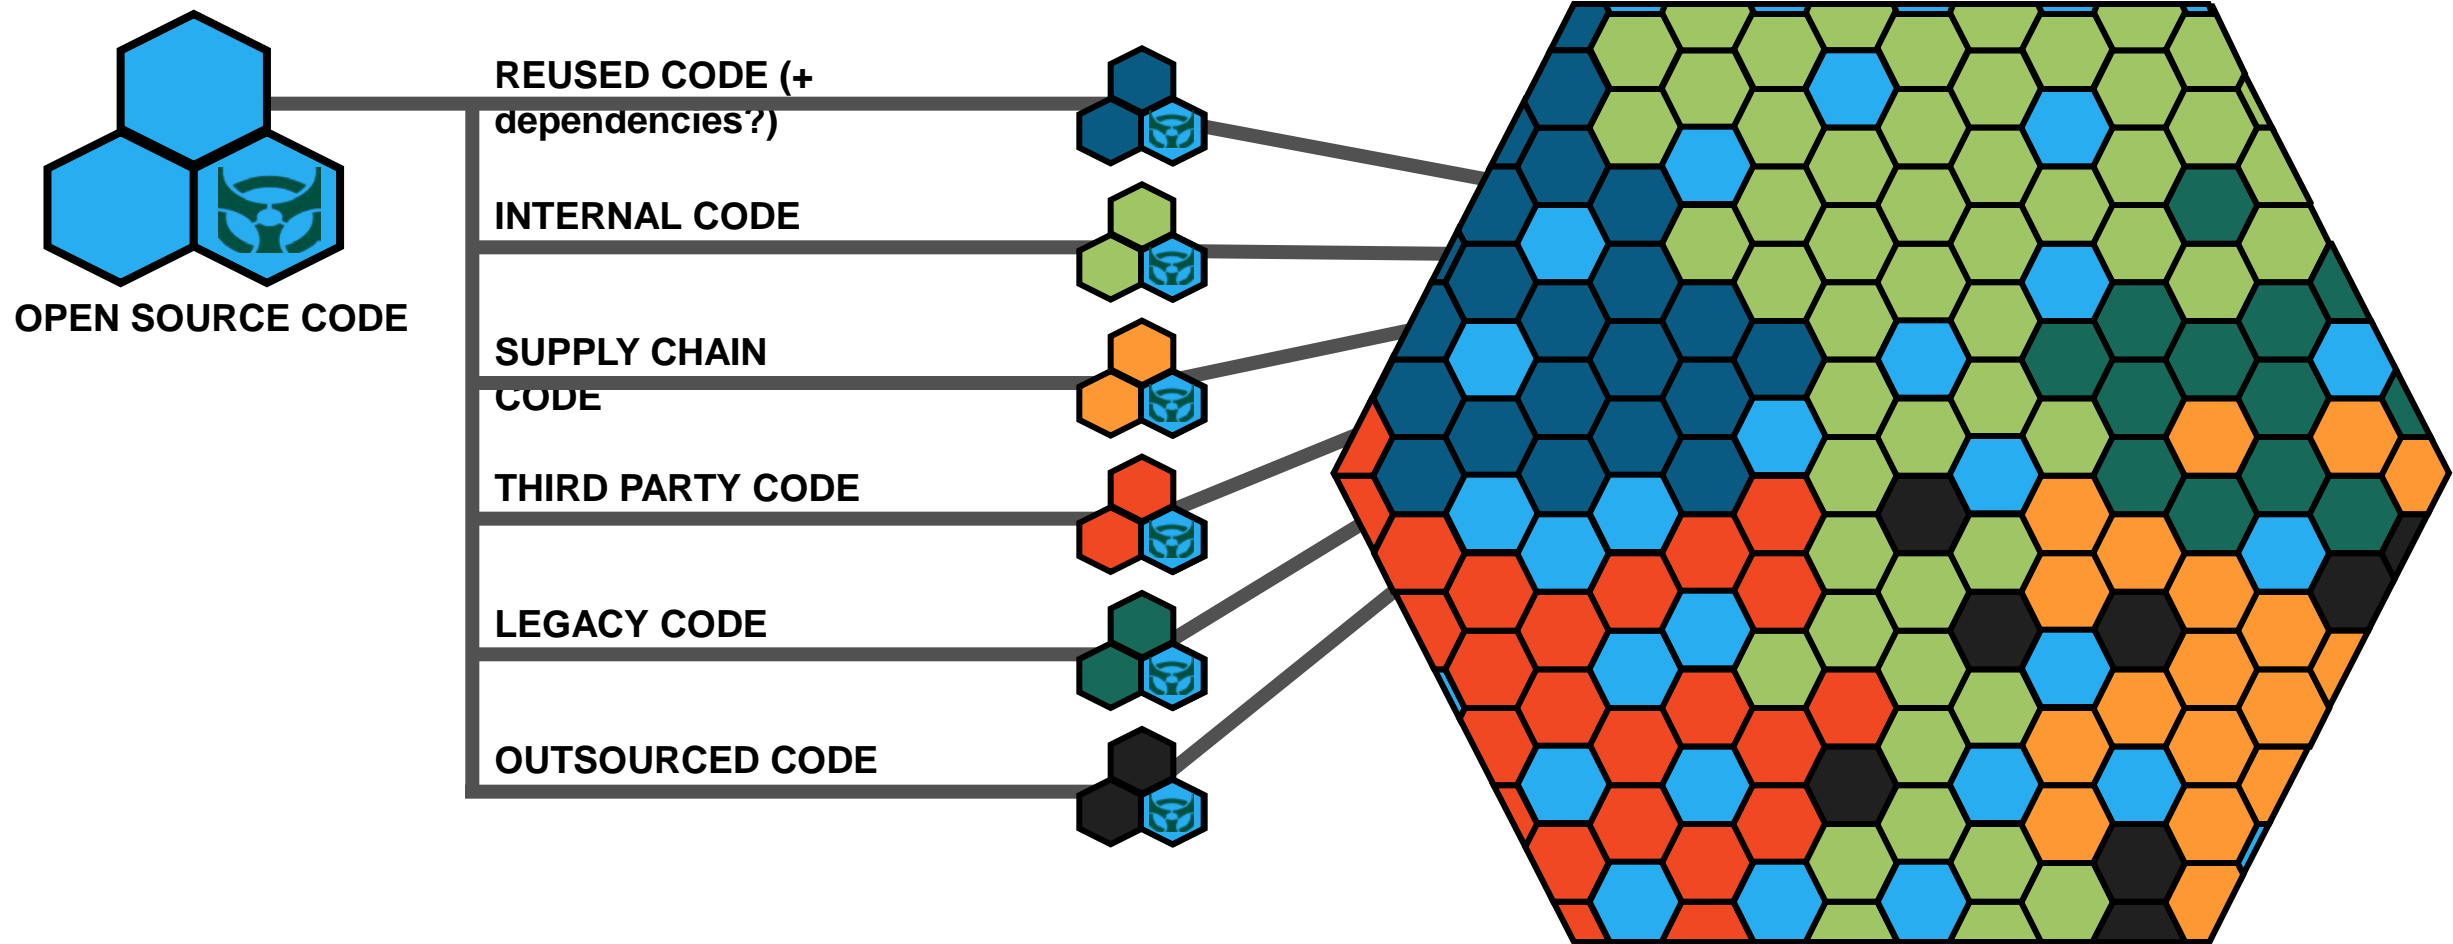 REUSED CODE (+
dependencies?)
INTERNAL CODE
OPEN SOURCE CODE
SUPPLY CHAIN
CODE
THIRD PARTY CODE
LEGACY CODE
OUTSOURCED CODE